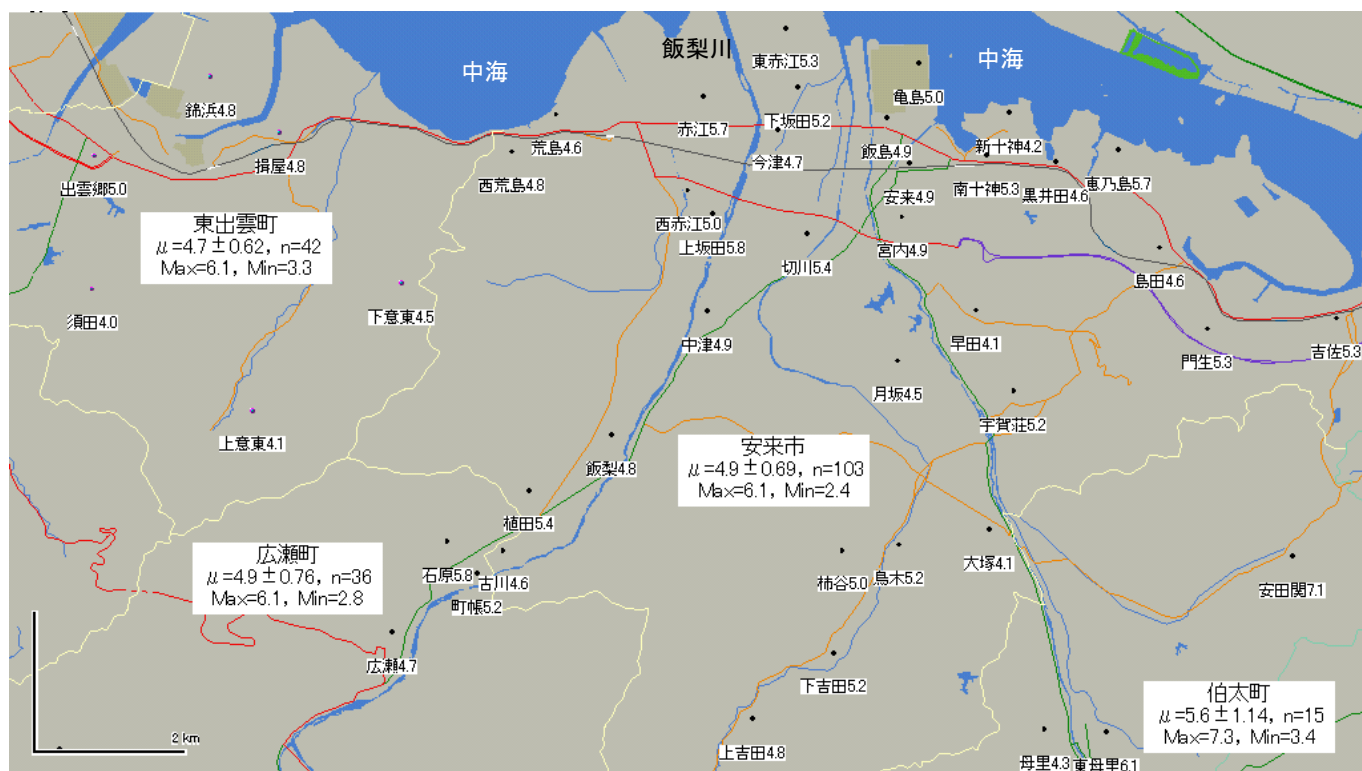 飯梨川
中海
中海
東赤江5.3
亀島5.0
錦浜4.8
赤江5.7
下坂田5.2
新十神4.2
荒島4.6
揖屋4.8
今津4.7
飯島4.9
出雲郷5.0
西荒島4.8
安来4.9
南十神5.3
黒井田4.6
恵乃島5.7
東出雲町
μ=4.7±0.62, n=42
Max=6.1, Min=3.3
西赤江5.0
上坂田5.8
宮内4.9
切川5.4
島田4.6
須田4.0
下意東4.5
中津4.9
早田4.1
門生5.3
吉佐5.3
月坂4.5
宇賀荘5.2
上意東4.1
安来市
μ=4.9±0.69, n=103
Max=6.1, Min=2.4
飯梨4.8
植田5.4
広瀬町
μ=4.9±0.76, n=36
Max=6.1, Min=2.8
石原5.8
古川4.6
町帳5.2
柿谷5.0
鳥木5.2
大塚4.1
安田関7.1
広瀬4.7
下吉田5.2
伯太町
μ=5.6±1.14, n=15
Max=7.3, Min=3.4
2 km
上吉田4.8
母里4.3
東母里6.1